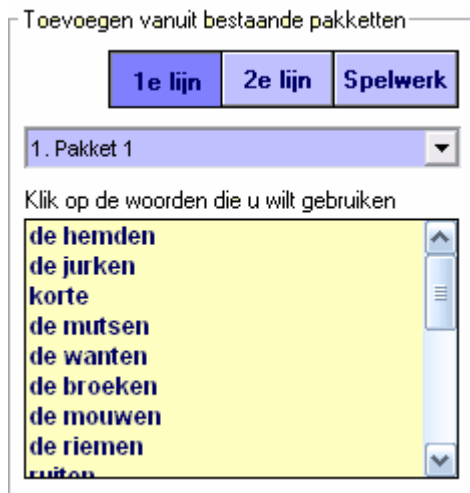 Toevoegen vanuit bestaande pakketten
1e lijn 2e lijn Spelwerk
1. Pakket 1
Klik op de woorden die u wilt gebruiken
de hemden
de jurken
korte
de mutsen
de wanten
de broeken
de mouwen
de riemen
ruiten